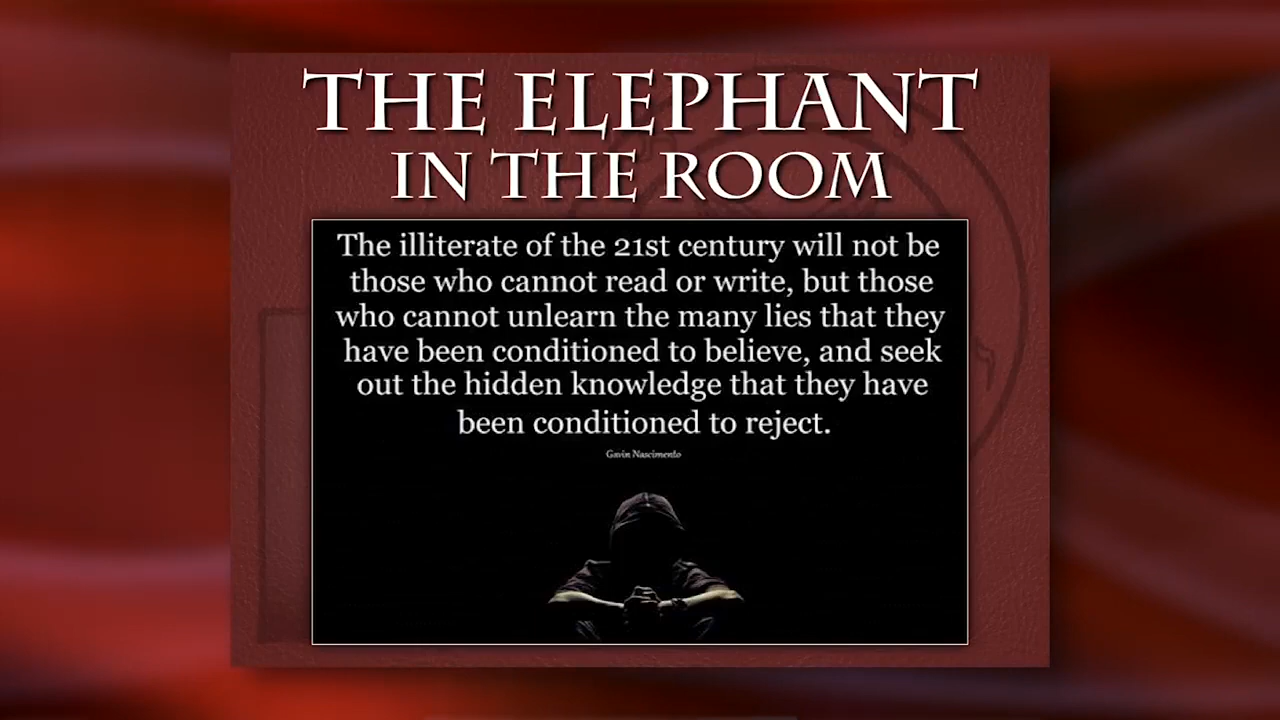 THE ELEPHANT
IN THE ROOM
The illiterate of the 21st century will not be
those who cannot read or write, but those
who cannot unlearn the many lies that they
have been conditioned to believe, and seek
out the hidden knowledge that they have
been conditioned to reject.
Gavin Nascimento